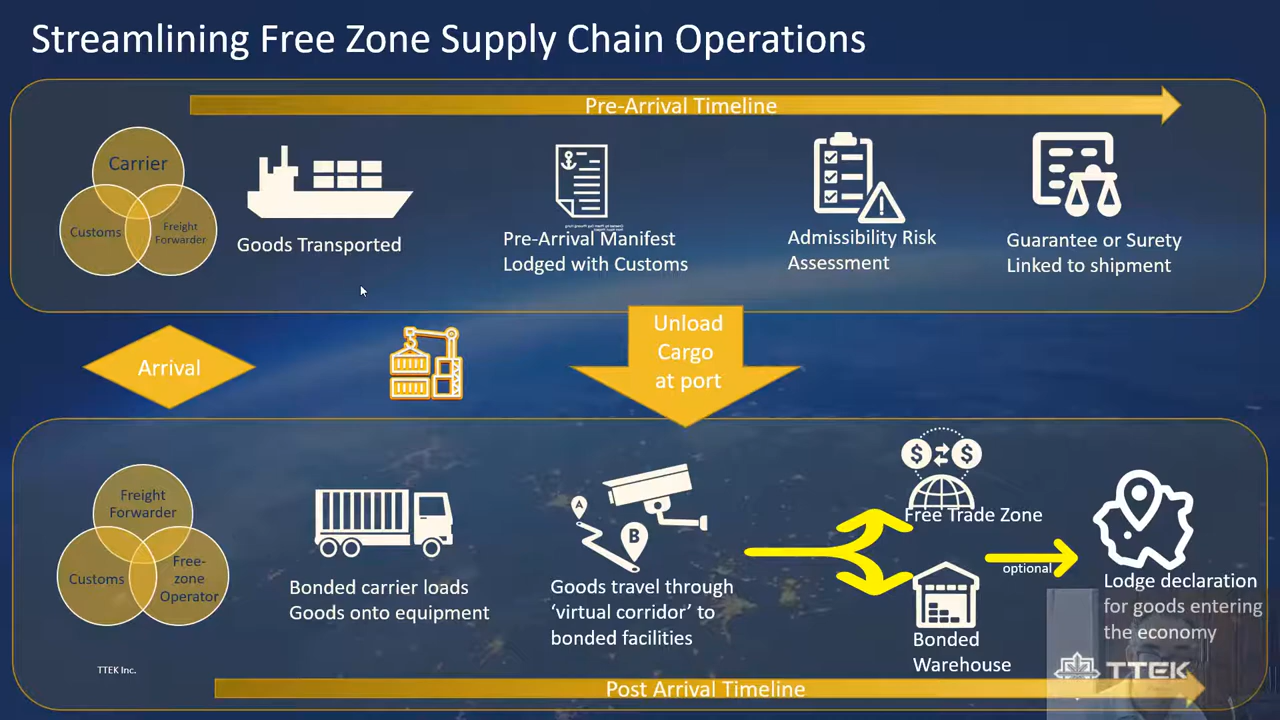 Streamlining Free Zone Supply Chain Operations
Pre-Arrival Timeline
Carrier
Customs
Freight
Forwarder
Goods Transported
Pre-Arrival Manifest
Lodged with Customs
Admissibility Risk
Assessment
Guarantee or Surety
Linked to shipment
Arrival
Unload
Cargo
at port
Freight
Forwarder
Customs
Free-
zone
Operator
Bonded carrier loads
Goods onto equipment
A
B
Goods travel through
‘virtual corridor’ to
bonded facilities
$ $
Free Trade Zone
Bonded
Warehouse
optional
Lodge declaration
for goods entering
the economy
TTEK Inc.
TTEK
Post Arrival Timeline